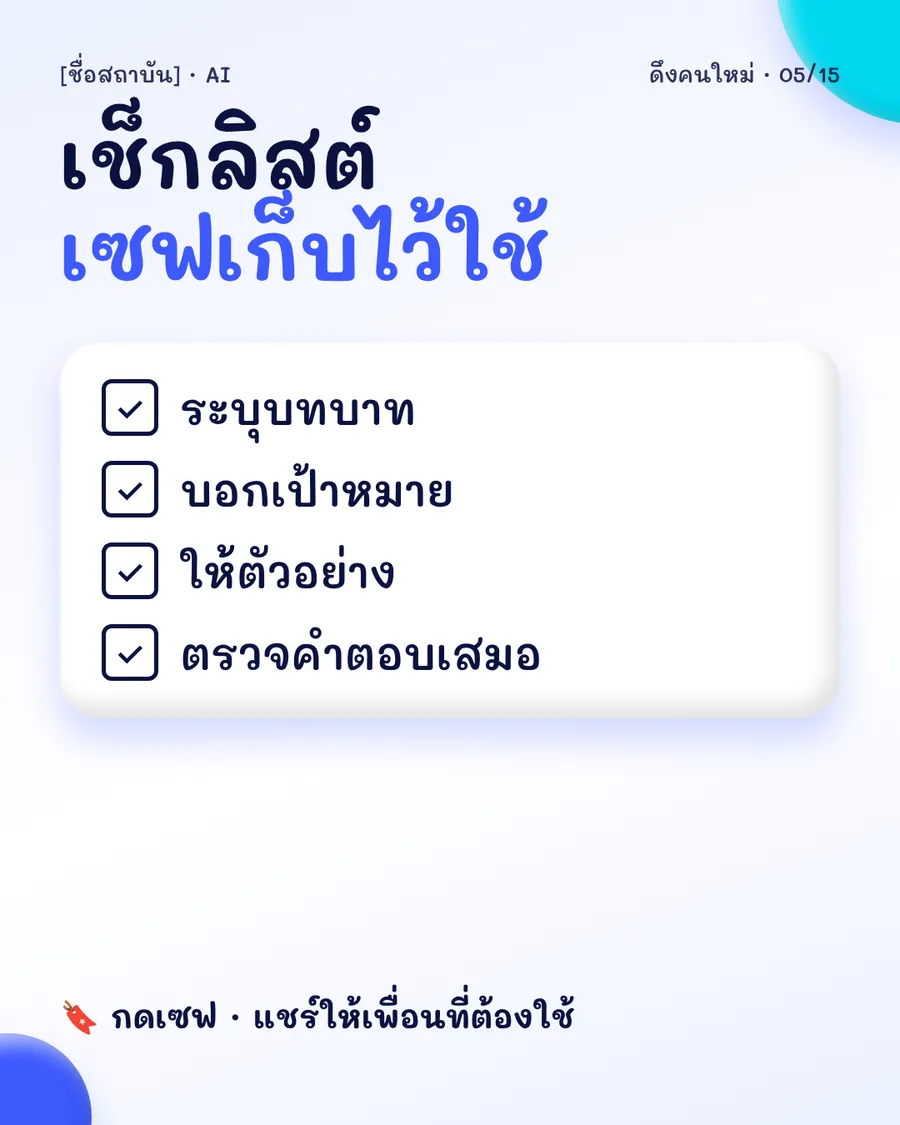 [ชื่อสถาบัน] · AI
ดึงคนใหม่ · 05/15
เช็กลิสต์
เซฟเก็บไว้ใช้
ระบุบทบาท
บอกเป้าหมาย
ให้ตัวอย่าง
ตรวจคำตอบเสมอ
กดเซฟ · แชร์ให้เพื่อนที่ต้องใช้